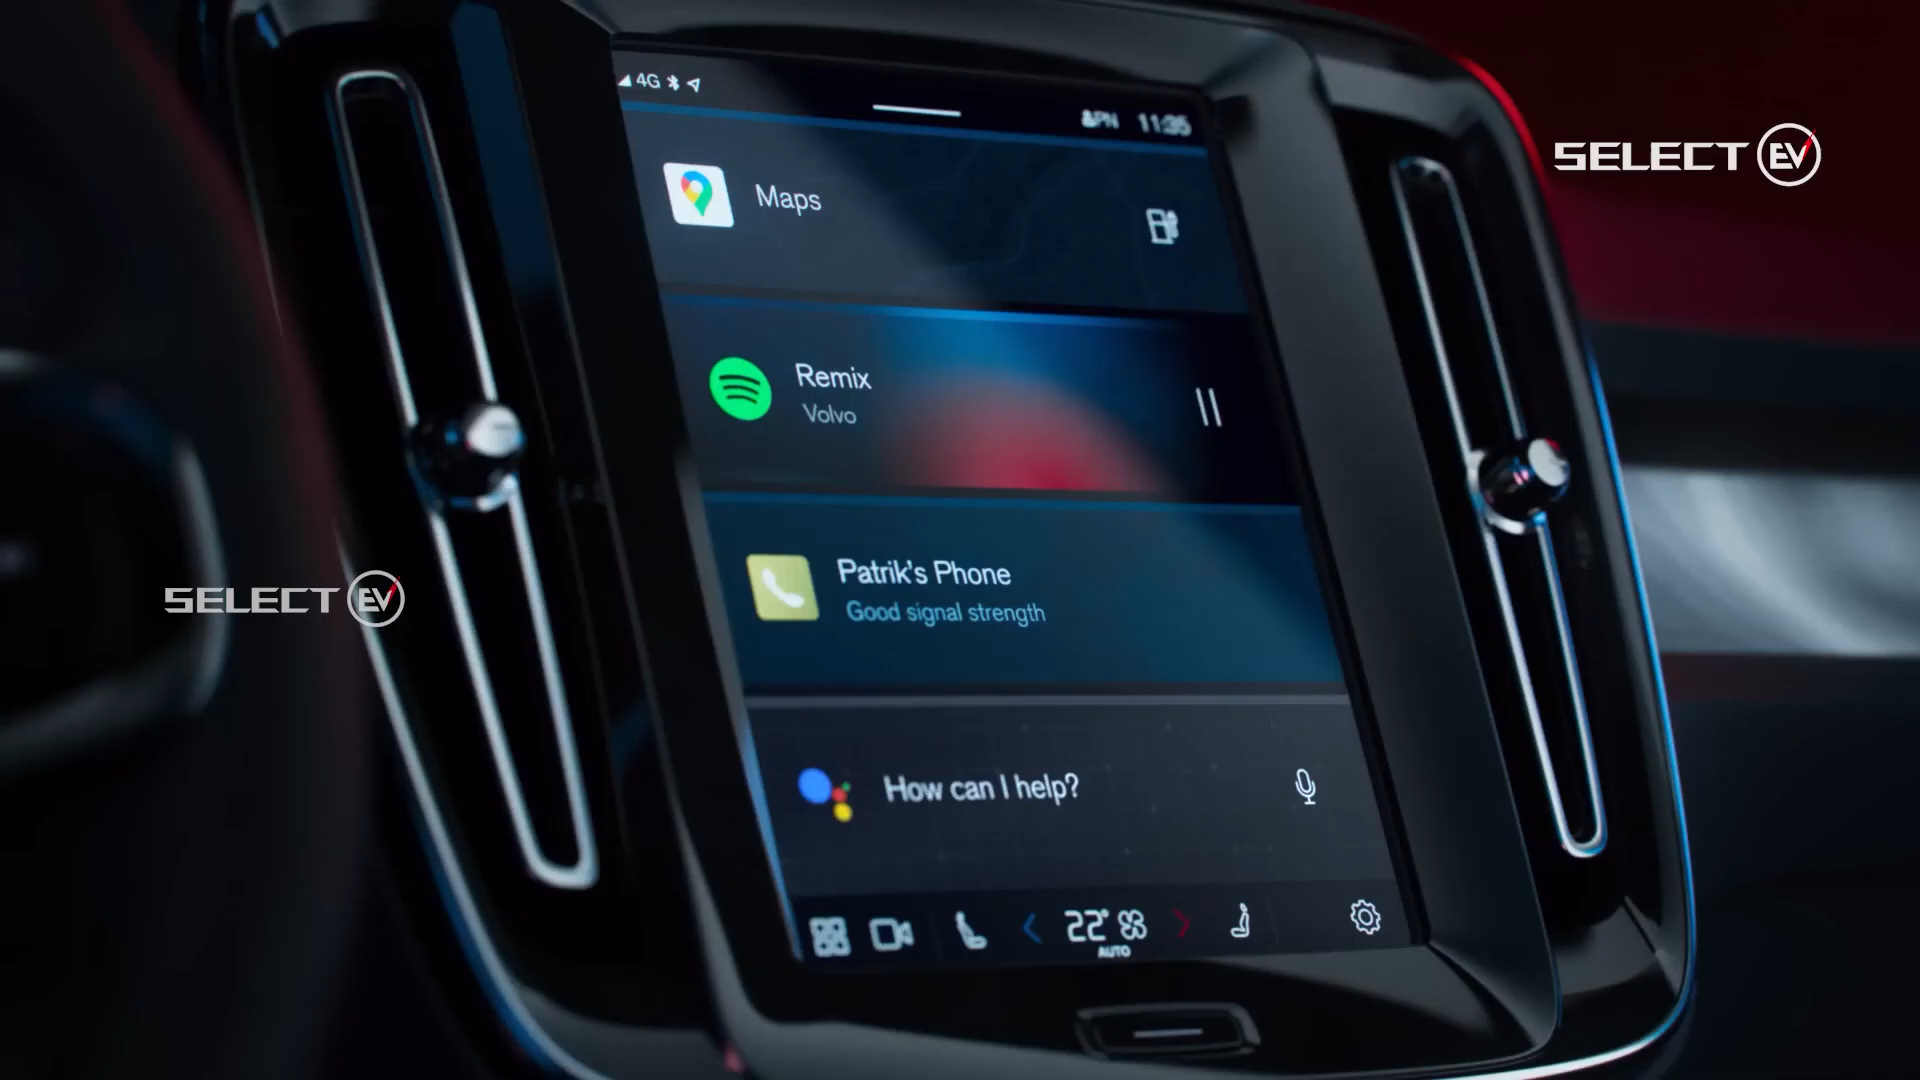 4G
PN 11:35
SELECT EV
Maps
Remix
Volvo
Patrik's Phone
Good signal strength
SELECT EV
How can I help?
22°
AUTO